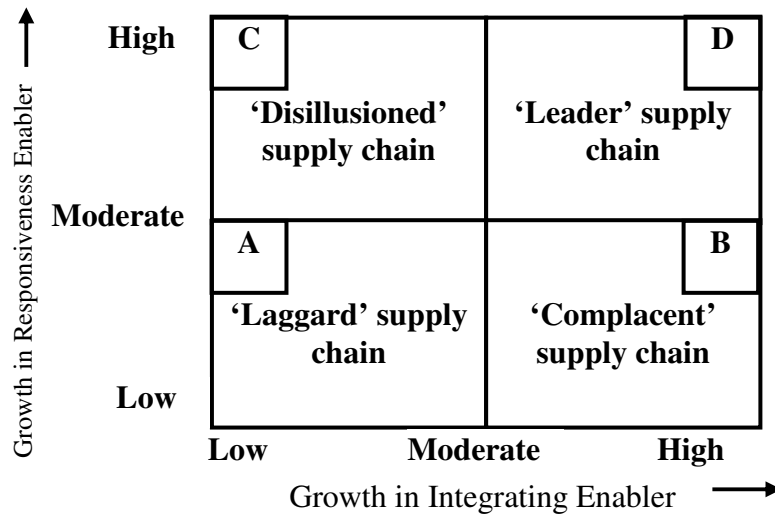 High
C
D
‘Disillusioned’
supply chain
‘Leader’ supply
chain
Moderate
A
B
‘Laggard’ supply
chain
‘Complacent’
supply chain
Low
Low Moderate High
Growth in Integrating Enabler
Growth in Responsiveness Enabler